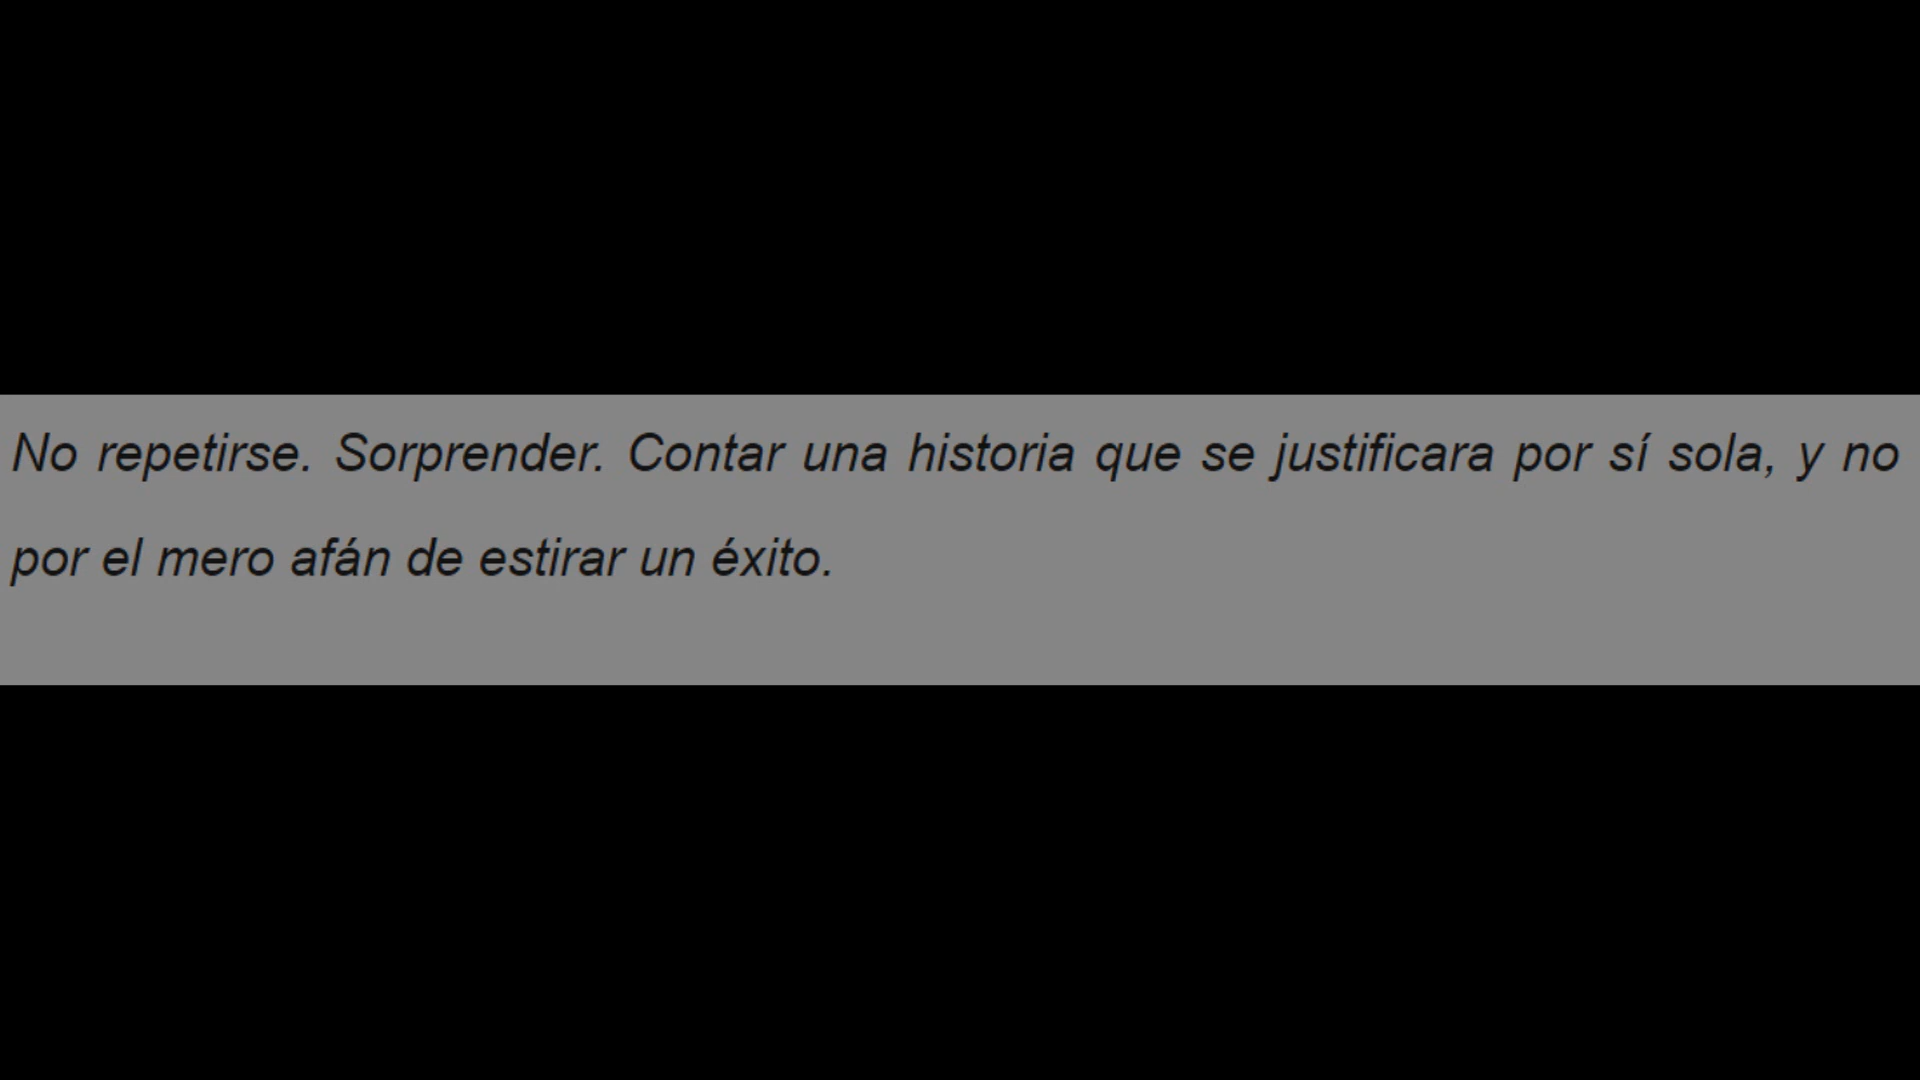 No repetirse. Sorprender. Contar una historia que se justificara por sí sola, y no
por el mero afán de estirar un éxito.